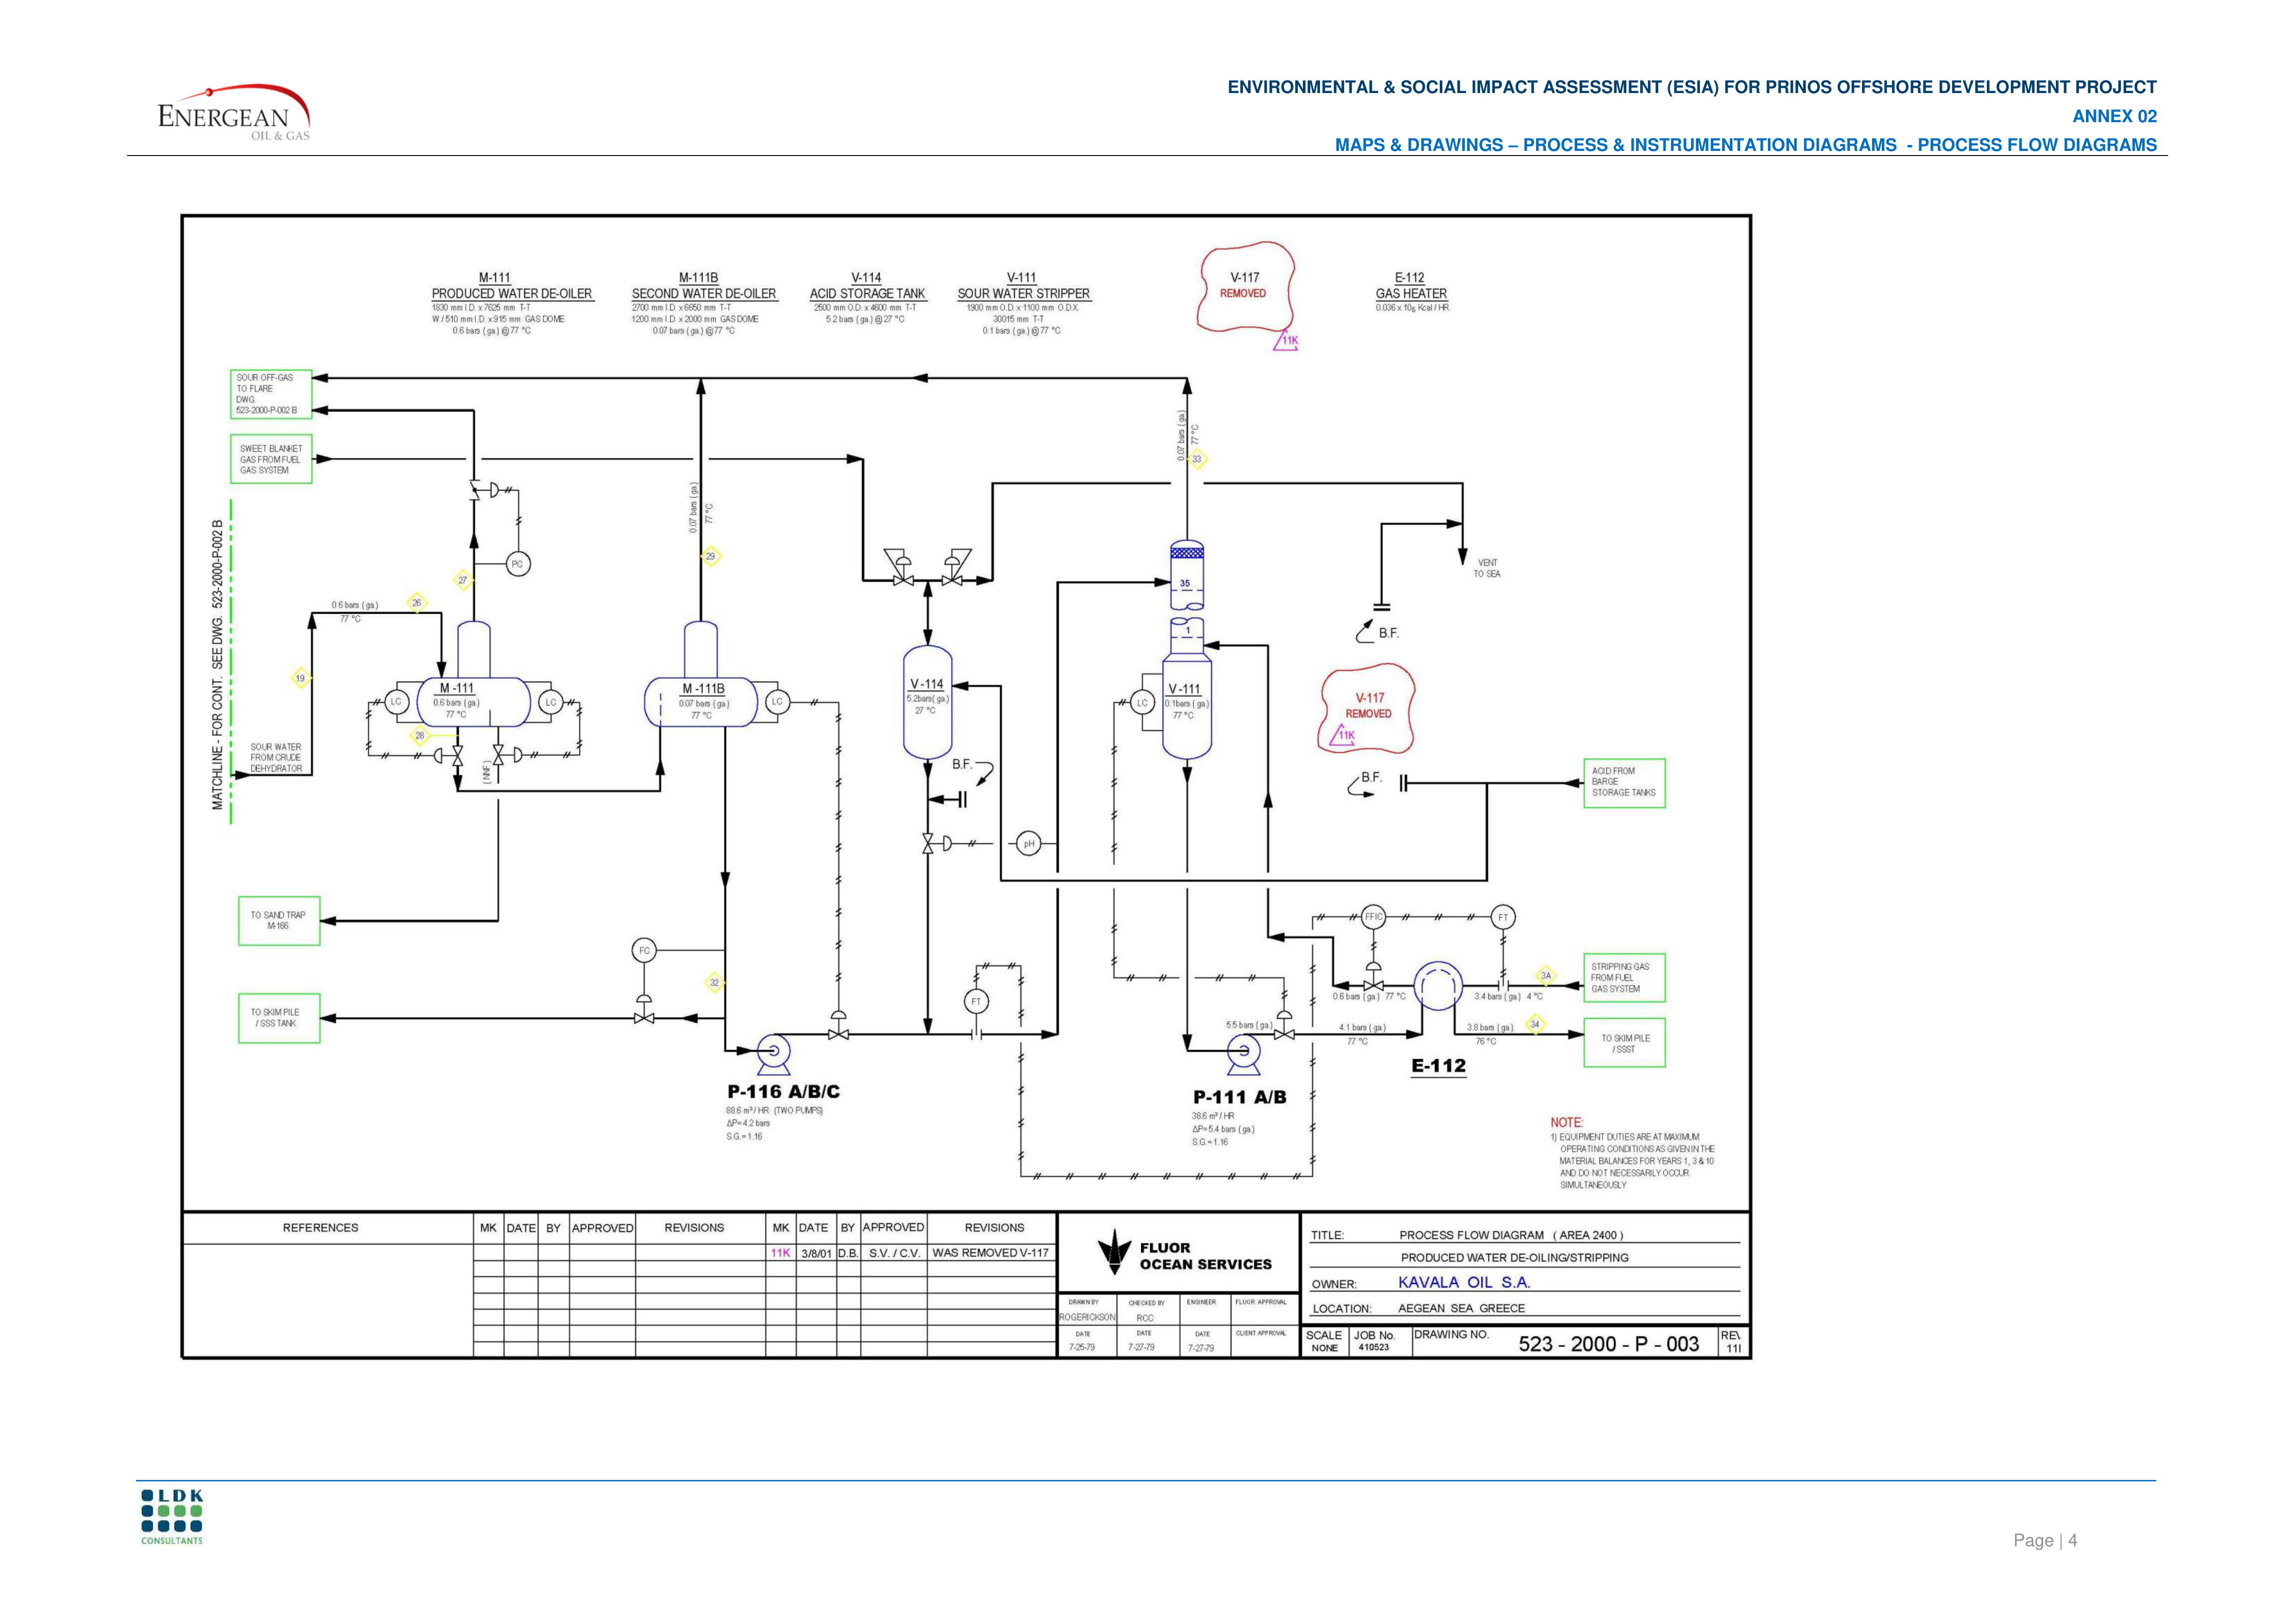 ENERGEAN
OIL & GAS
ENVIRONMENTAL & SOCIAL IMPACT ASSESSMENT (ESIA) FOR PRINOS OFFSHORE DEVELOPMENT PROJECT
ANNEX 02
MAPS & DRAWINGS – PROCESS & INSTRUMENTATION DIAGRAMS - PROCESS FLOW DIAGRAMS
M-111
PRODUCED WATER DE-OILER
1830 mm I.D. x 7625 mm T-T
W / 510 mm I.D. x 915 mm GAS DOME
0.6 bars ( ga.) @ 77 °C
M-111B
SECOND WATER DE-OILER
2700 mm I.D. x 6650 mm T-T
1200 mm I.D. x 2000 mm GAS DOME
0.07 bars ( ga.) @77 °C
V-114
ACID STORAGE TANK
2500 mm O.D. x 4600 mm T-T
5.2 bars ( ga.) @ 27 °C
V-111
SOUR WATER STRIPPER
1900 mm O.D. x 1100 mm O.D.X.
30015 mm T-T
0.1 bars ( ga.) @ 77 °C
V-117
REMOVED
11K
E-112
GAS HEATER
0.036 x 10g Kcal / HR
SOUR OFF-GAS
TO FLARE
DWG.
523-2000-P-002 B
SWEET BLANKET
GAS FROM FUEL
GAS SYSTEM
MATCHLINE - FOR CONT. SEE DWG. 523-2000-P-002 B
0.07 bars ( ga.)
77 °C
33
0.07 bars ( ga.)
77 °C
29
PC
27
VENT
TO SEA
35
0.6 bars ( ga.)
77 °C
26
1
B.F.
19
LC
M -111
0.6 bars ( ga.)
77 °C
LC
M -111B
0.07 bars ( ga.)
77 °C
LC
V-114
5.2bars( ga.)
27 °C
LC
V-111
0.1bars ( ga.)
77 °C
V-117
REMOVED
11K
28
( NNF )
SOUR WATER
FROM CRUDE
DEHYDRATOR
B.F.
B.F.
ACID FROM
BARGE
STORAGE TANKS
pH
TO SAND TRAP
M-166
FC
32
FFIC
FT
STRIPPING GAS
FROM FUEL
GAS SYSTEM
3A
0.6 bars ( ga.) 77 °C
3.4 bars ( ga.) 4 °C
TO SKIM PILE
/ SSS TANK
FT
5.5 bars ( ga.)
4.1 bars ( ga.)
77 °C
3.8 bars ( ga.)
76 °C
34
TO SKIM PILE
/ SSST
E-112
P-116 A/B/C
88.6 m³ / HR (TWO PUMPS)
ΔP= 4.2 bars
S.G.= 1.16
P-111 A/B
38.6 m³ / HR
ΔP= 5.4 bars ( ga.)
S.G. = 1.16
NOTE:
1) EQUIPMENT DUTIES ARE AT MAXIMUM
OPERATING CONDITIONS AS GIVEN IN THE
MATERIAL BALANCES FOR YEARS 1, 3 & 10
AND DO NOT NECESSARILY OCCUR
SIMULTANEOUSLY
REFERENCES MK DATE BY APPROVED REVISIONS MK DATE BY APPROVED REVISIONS
11K 3/8/01 D.B. S.V. / C.V. WAS REMOVED V-117
FLUOR
OCEAN SERVICES
DRAWN BY CHECKED BY ENGINEER FLUOR APPROVAL
ROGERICKSON RCC
DATE DATE DATE CLIENT APPROVAL
7-25-79 7-27-79 7-27-79
TITLE: PROCESS FLOW DIAGRAM ( AREA 2400 )
PRODUCED WATER DE-OILING/STRIPPING
OWNER: KAVALA OIL S.A.
LOCATION: AEGEAN SEA GREECE
SCALE JOB No. DRAWING NO. 523 - 2000 - P - 003
NONE 410523
LDK
CONSULTANTS
Page | 4